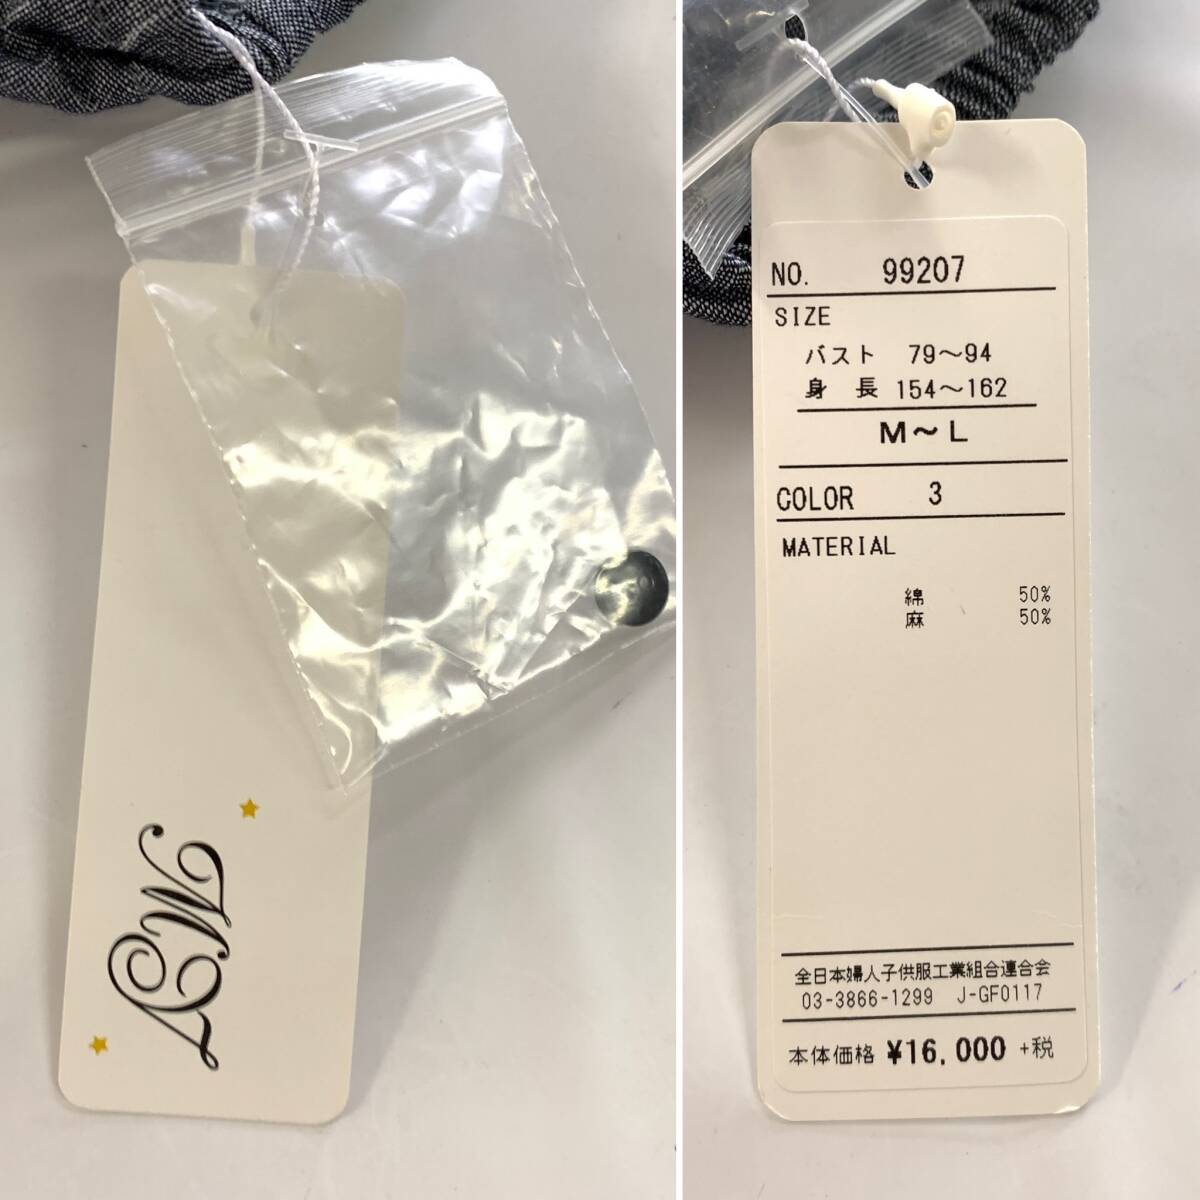 NO. 99207
SIZE
バスト 79～94
身 長 154～162
M～L
COLOR 3
MATERIAL
綿 50%
麻 50%
全日本婦人子供服工業組合連合会
03-3866-1299 J-GF0117
本体価格 ¥16,000 +税